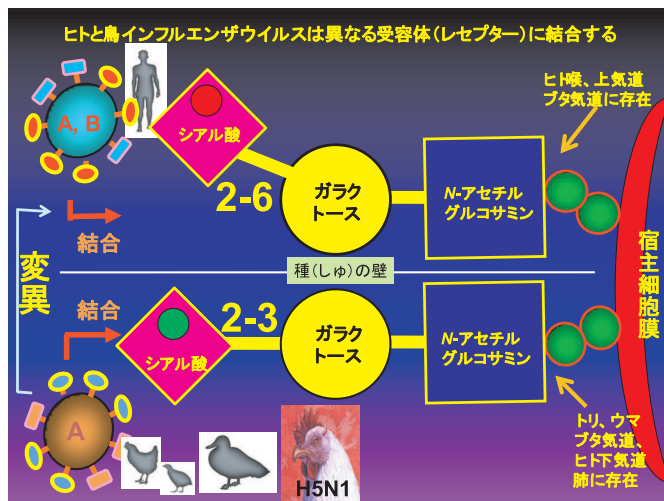 ヒトと鳥インフルエンザウイルスは異なる受容体(レセプター)に結合する
A, B
シアル酸
2-6
ガラク
トース
N-アセチル
グルコサミン
ヒト喉、上気道
ブタ気道に存在
結合
変異
種(しゅ)の壁
宿主細胞膜
結合
シアル酸
2-3
ガラク
トース
N-アセチル
グルコサミン
A
H5N1
トリ、ウマ
ブタ気道、
ヒト下気道
肺に存在